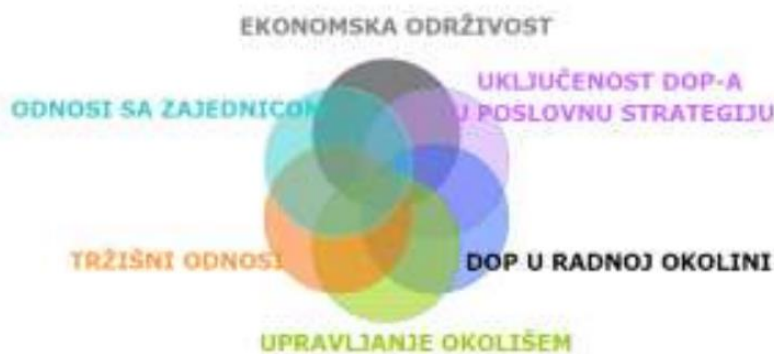 EKONOMSKA ODRŽIVOST
UKLJUČENOST DOP-A
U POSLOVNU STRATEGIJU
ODNOSI SA ZAJEDNICOM
TRŽIŠNI ODNOSI
DOP U RADNOJ OKOLINI
UPRAVLJANJE OKOLIŠEM